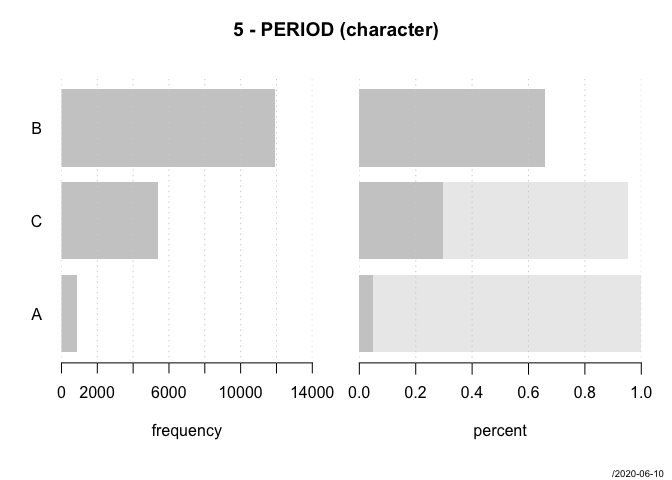 5 - PERIOD (character)
B
C
A
0 2000 6000 10000 14000
0.0 0.2 0.4 0.6 0.8 1.0
frequency
percent
/2020-06-10